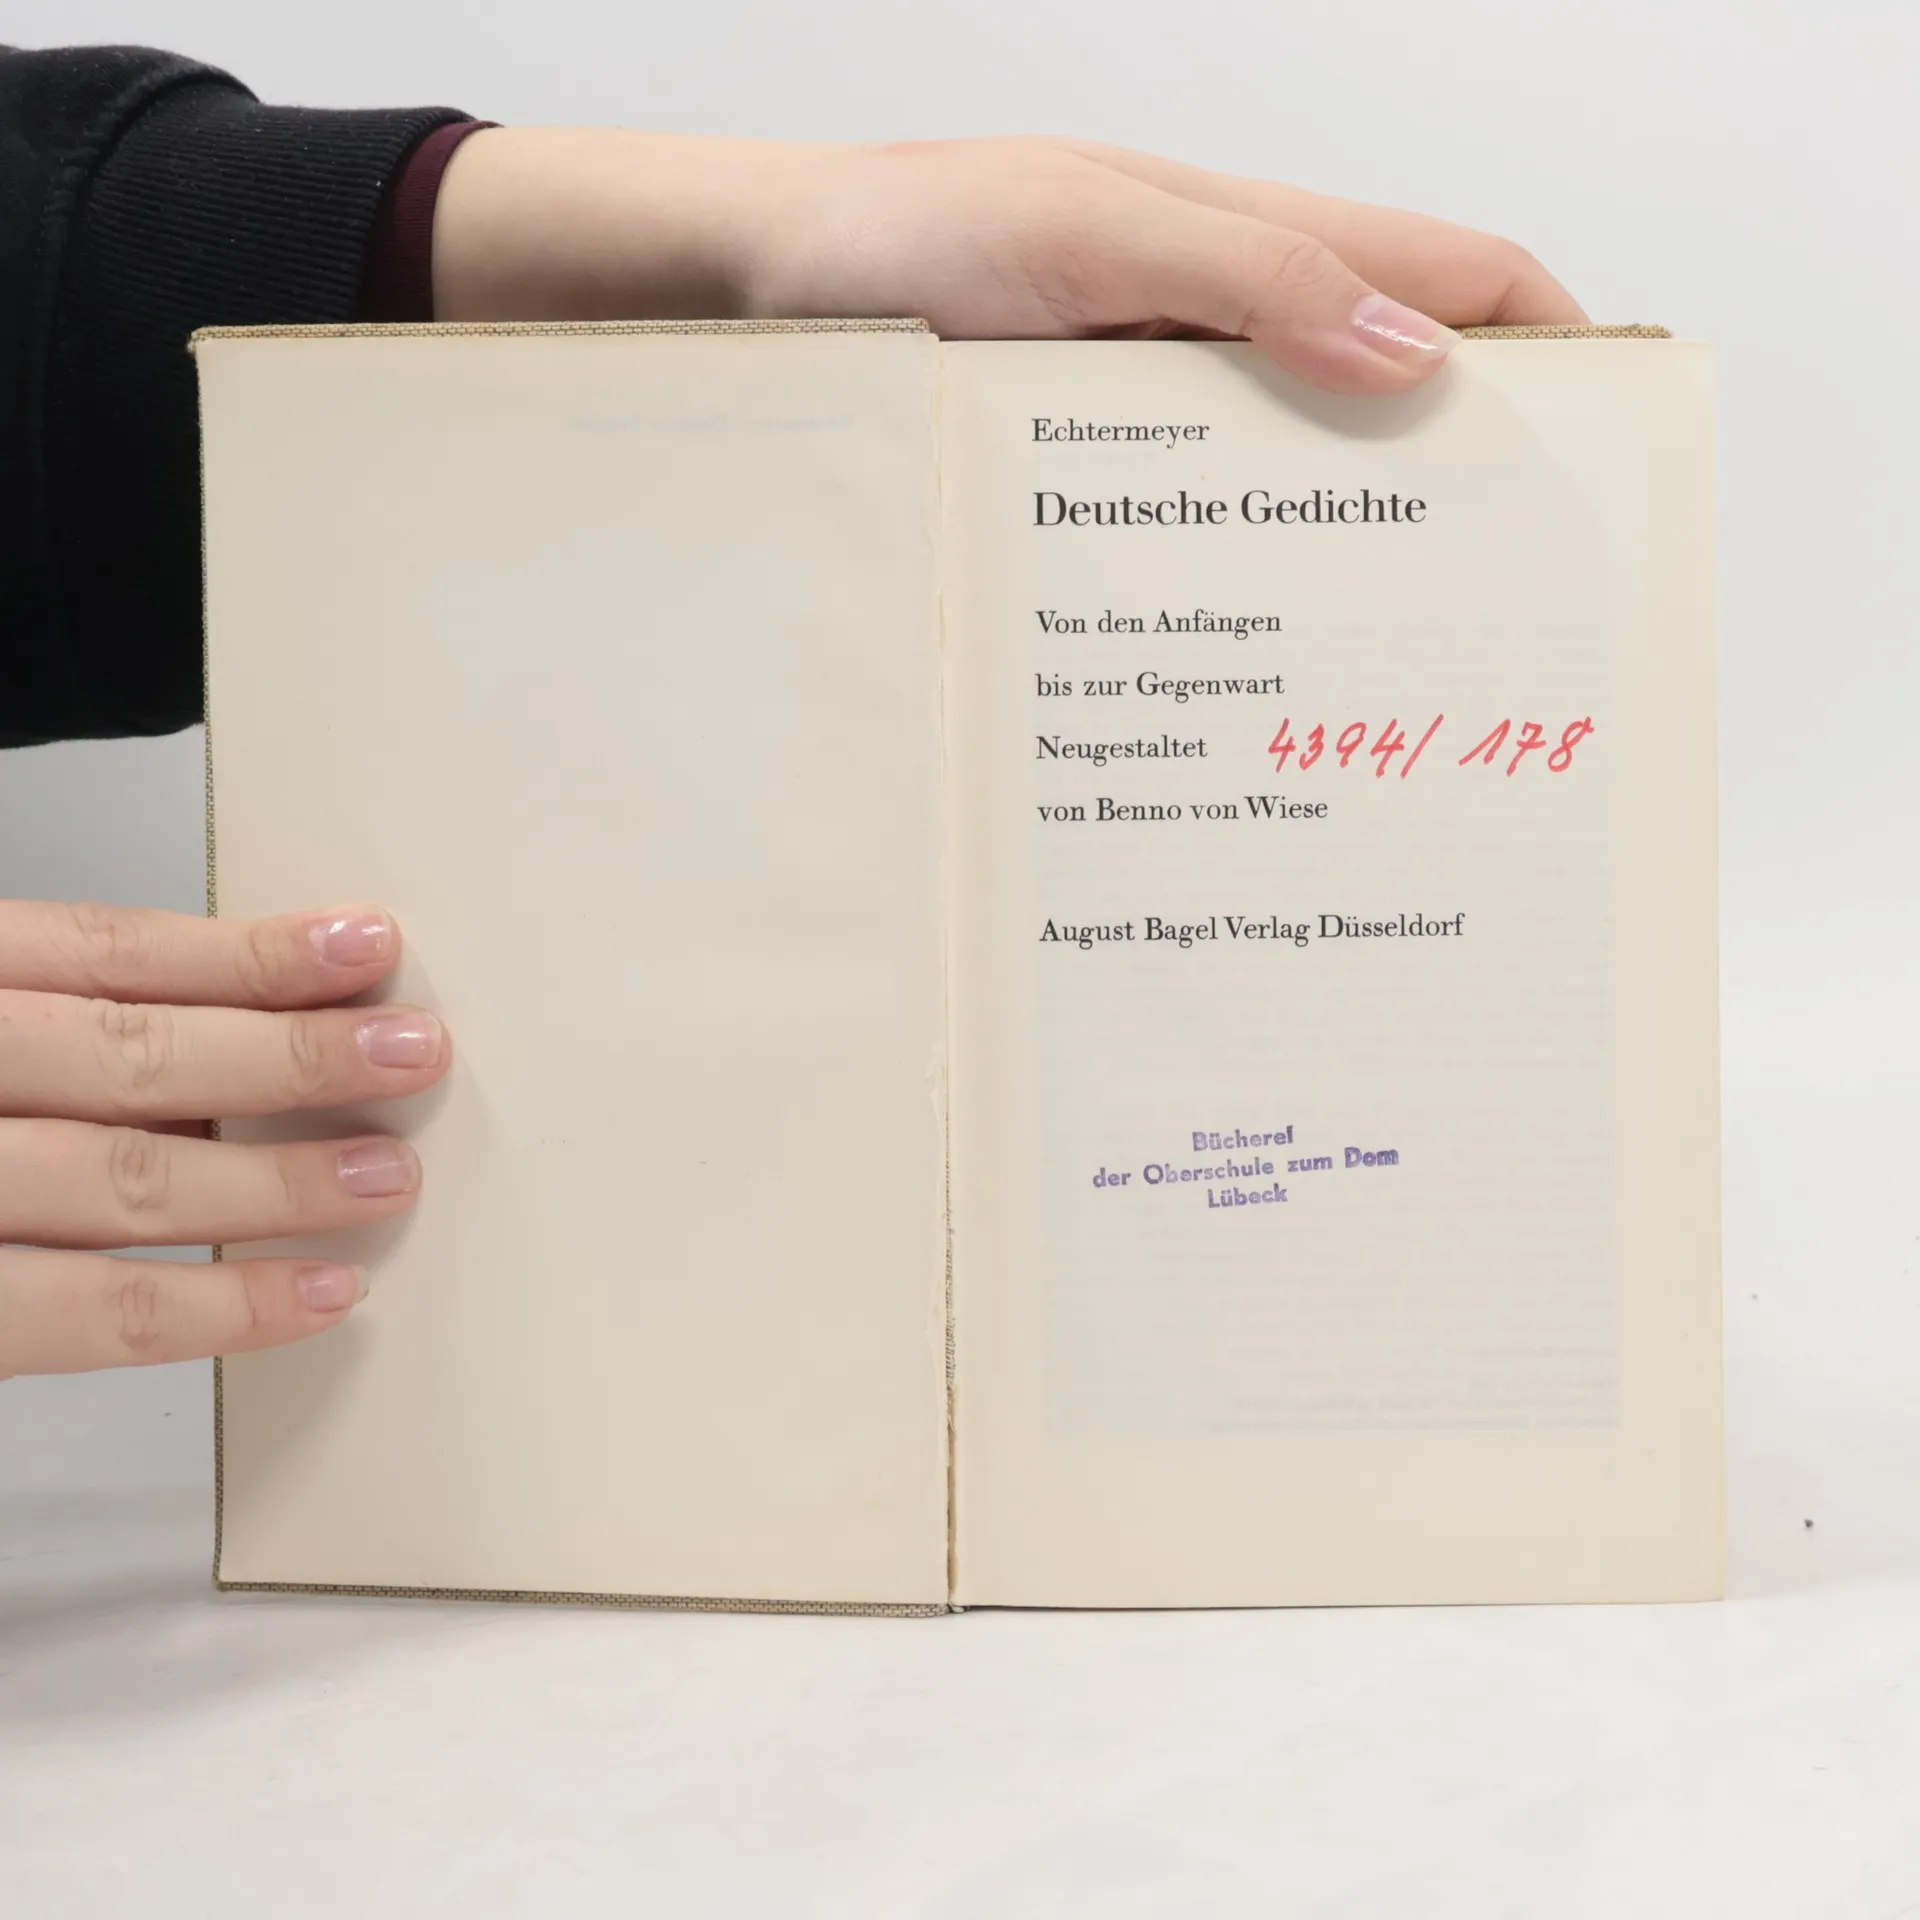 Echtermeyer
Deutsche Gedichte
Von den Anfängen
bis zur Gegenwart
Neugestaltet 4394/ 178
von Benno von Wiese
August Bagel Verlag Düsseldorf
Bücherei
der Oberschule zum Dom
Lübeck